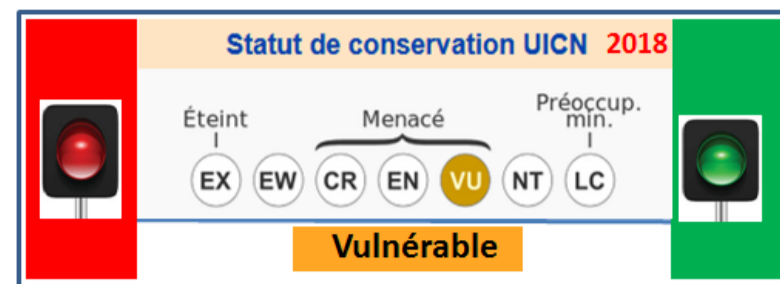 Statut de conservation UICN 2018
Éteint
Menacé
Préoccup.
min.
EX EW CR EN VU NT LC
Vulnérable